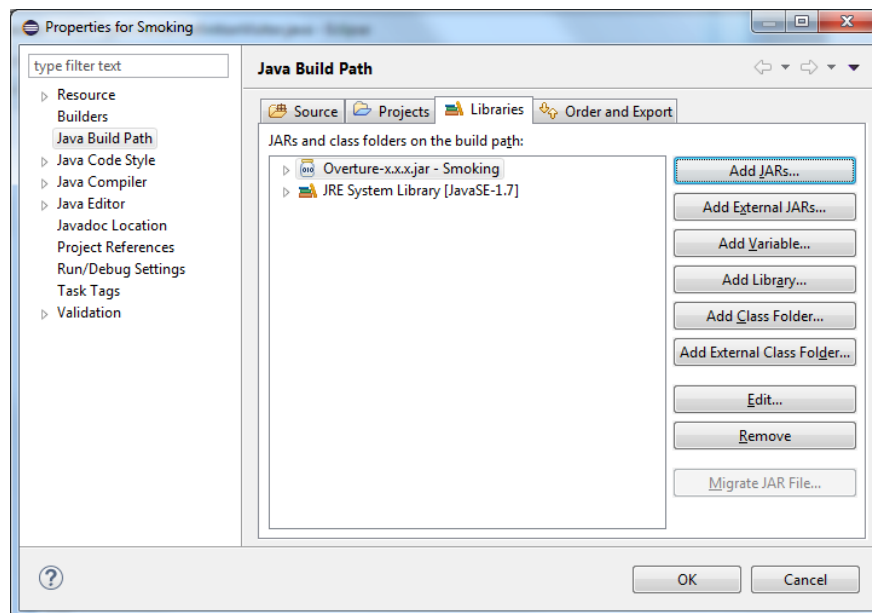 Properties for Smoking
type filter text
Resource
Builders
Java Build Path
Java Code Style
Java Compiler
Java Editor
Javadoc Location
Project References
Run/Debug Settings
Task Tags
Validation
Java Build Path
Source Projects Libraries Order and Export
JARs and class folders on the build path:
Overture-x.x.x.jar - Smoking
JRE System Library [JavaSE-1.7]
Add JARs...
Add External JARs...
Add Variable...
Add Library...
Add Class Folder...
Add External Class Folder...
Edit...
Remove
Migrate JAR File...
OK Cancel